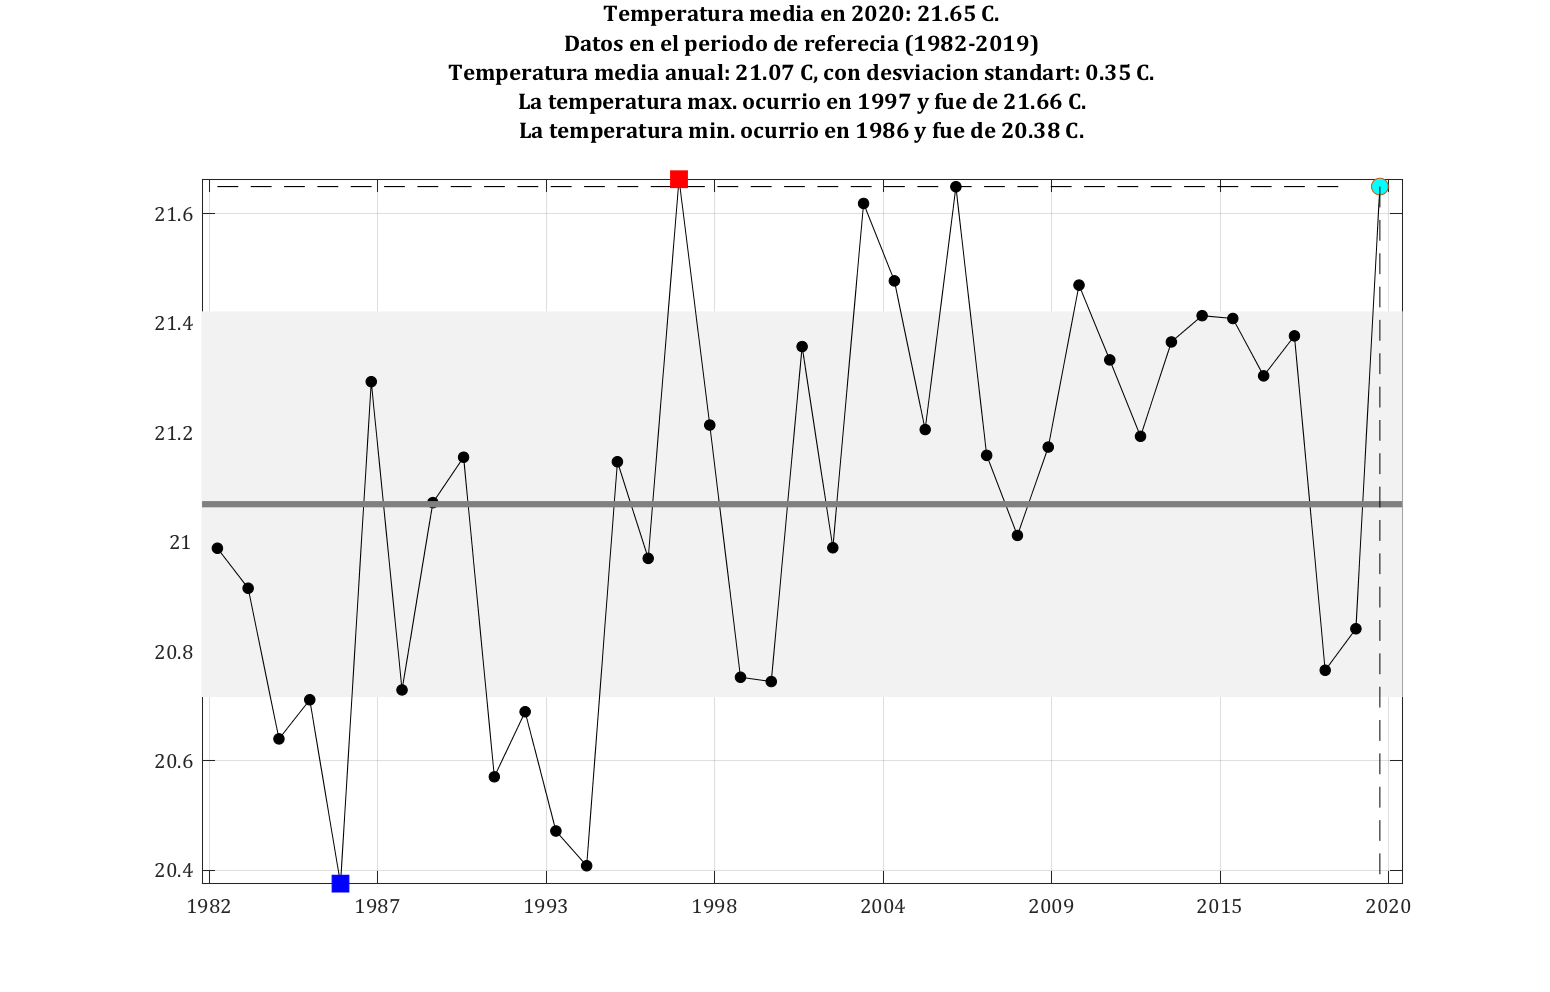 Temperatura media en 2020: 21.65 C.
Datos en el periodo de referecia (1982-2019)
Temperatura media anual: 21.07 C, con desviacion standart: 0.35 C.
La temperatura max. ocurrio en 1997 y fue de 21.66 C.
La temperatura min. ocurrio en 1986 y fue de 20.38 C.
21.6
21.4
21.2
21
20.8
20.6
20.4
1982 1987 1993 1998 2004 2009 2015 2020